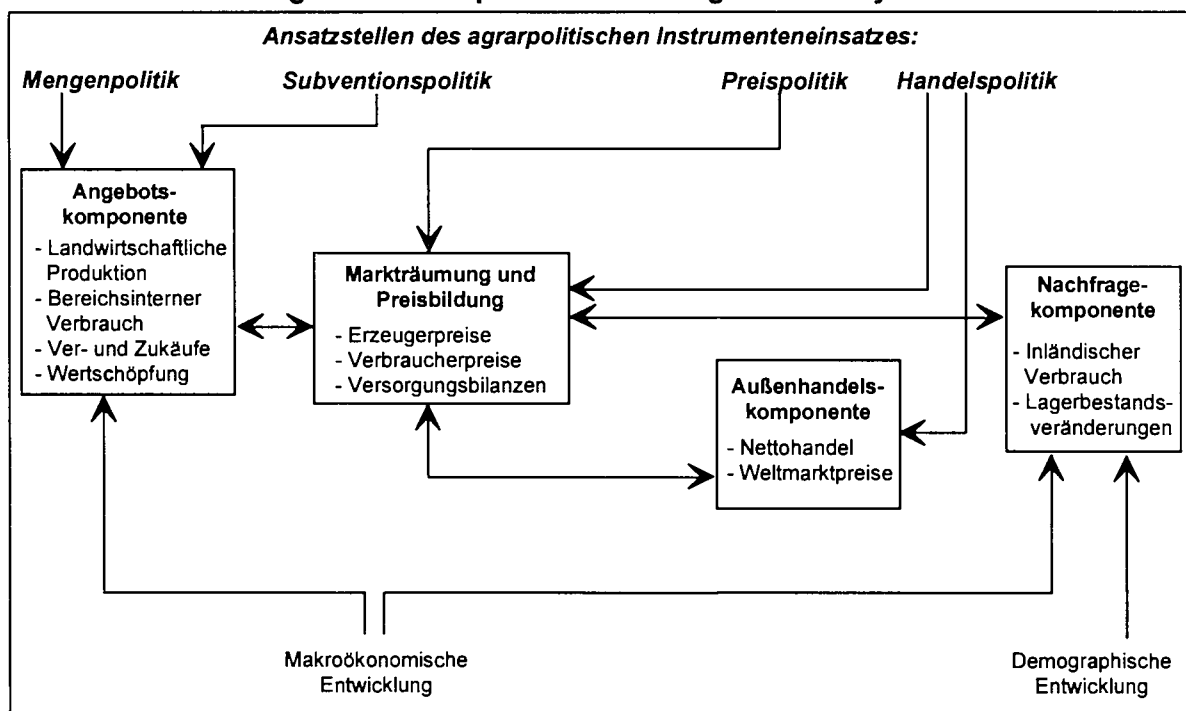 Ansatzstellen des agrarpolitischen Instrumenteneinsatzes:
Mengenpolitik
Subventionspolitik
Preispolitik
Handelspolitik
Angebots-
komponente
- Landwirtschaftliche
Produktion
- Bereichsinterner
Verbrauch
- Ver- und Zukäufe
- Wertschöpfung
Markträumung und
Preisbildung
- Erzeugerpreise
- Verbraucherpreise
- Versorgungsbilanzen
Außenhandels-
komponente
- Nettohandel
- Weltmarktpreise
Nachfrage-
komponente
- Inländischer
Verbrauch
- Lagerbestands-
veränderungen
Makroökonomische
Entwicklung
Demographische
Entwicklung